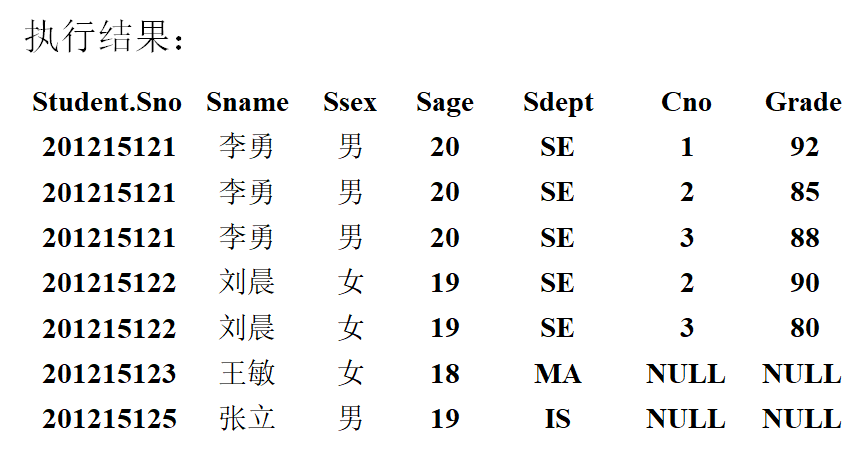 执行结果：
Student.Sno Sname Ssex Sage Sdept Cno Grade
201215121 李勇 男 20 SE 1 92
201215121 李勇 男 20 SE 2 85
201215121 李勇 男 20 SE 3 88
201215122 刘晨 女 19 SE 2 90
201215122 刘晨 女 19 SE 3 80
201215123 王敏 女 18 MA NULL NULL
201215125 张立 男 19 IS NULL NULL